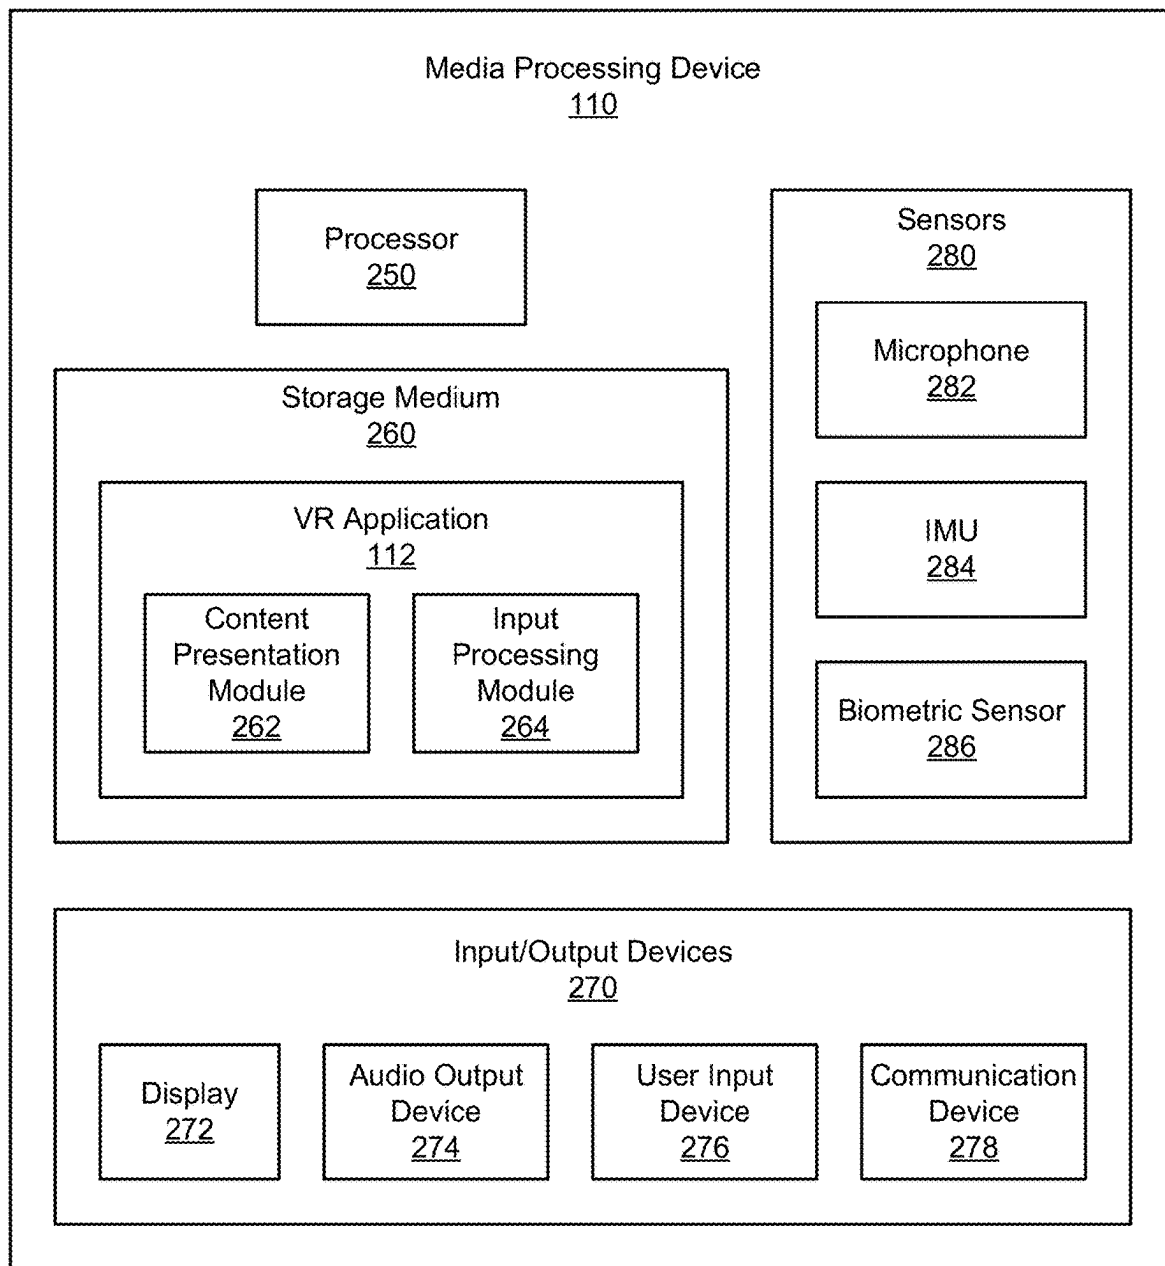 Media Processing Device
110
Processor
250
Storage Medium
260
VR Application
112
Content
Presentation
Module
262
Input
Processing
Module
264
Sensors
280
Microphone
282
IMU
284
Biometric Sensor
286
Input/Output Devices
270
Display
272
Audio Output
Device
274
User Input
Device
276
Communication
Device
278